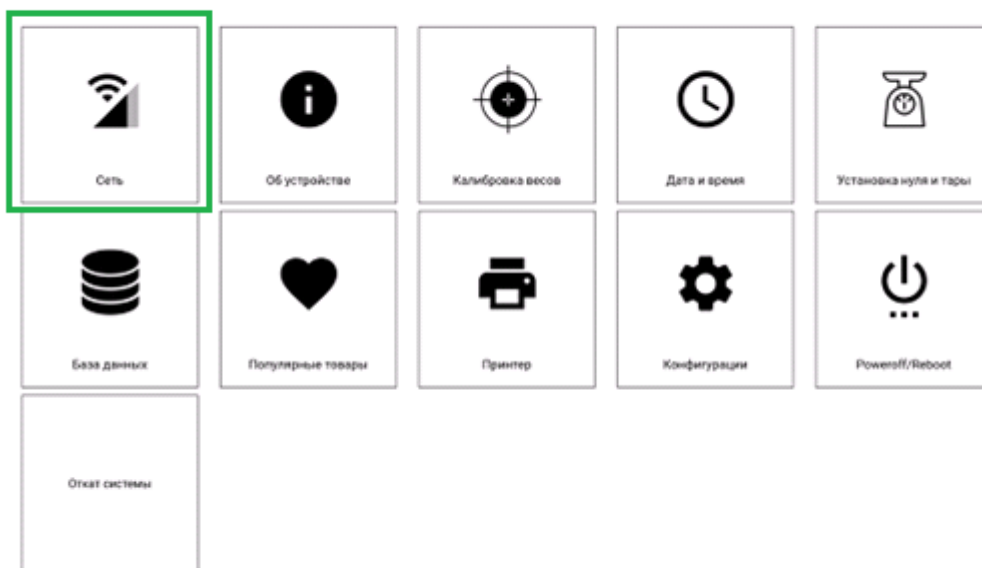 Сеть
Об устройстве
Калибровка весов
Дата и время
Установка нуля и тары
База данных
Популярные товары
Принтер
Конфигурации
Poweroff/Reboot
Откат системы